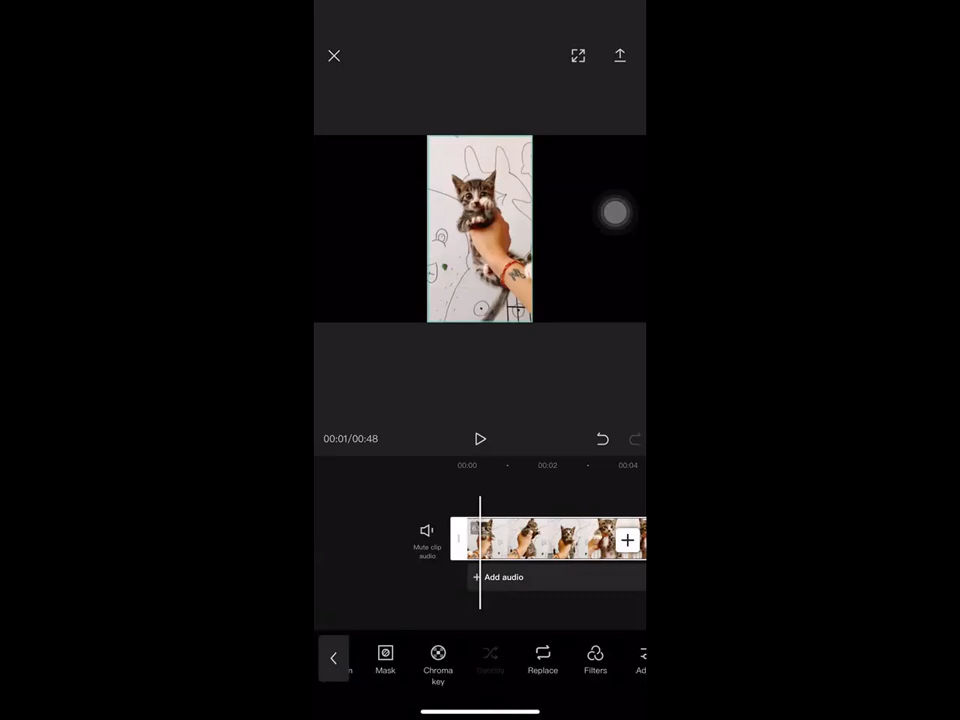 00:01/00:48
00:00
00:02
00:04
Mute clip
audio
+ Add audio
Mask
Chroma
key
Replace
Filters